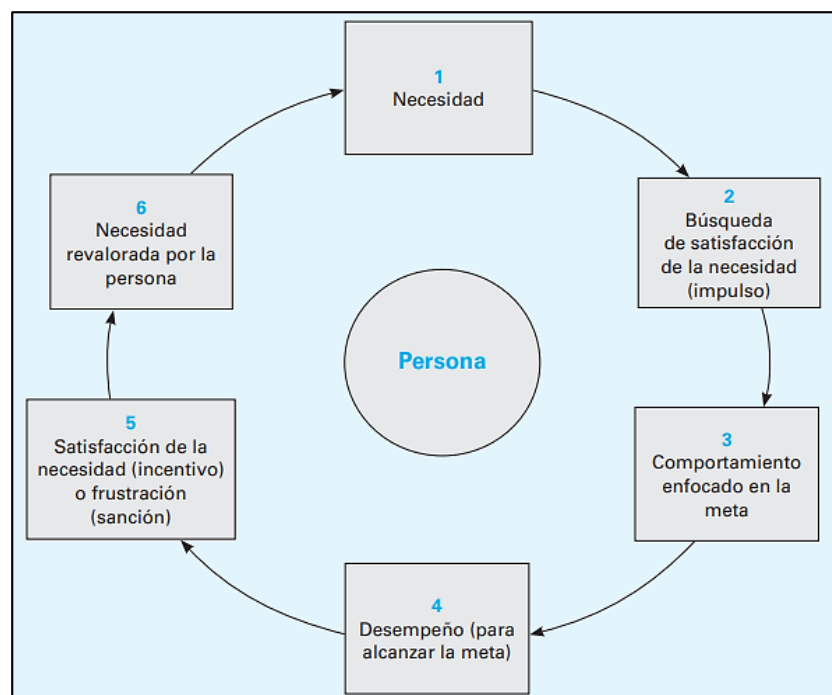 1
Necesidad
2
Búsqueda
de satisfacción
de la necesidad
(impulso)
3
Comportamiento
enfocado en la
meta
4
Desempeño (para
alcanzar la meta)
5
Satisfacción de la
necesidad (incentivo)
o frustración
(sanción)
6
Necesidad
revalorada por la
persona
Persona